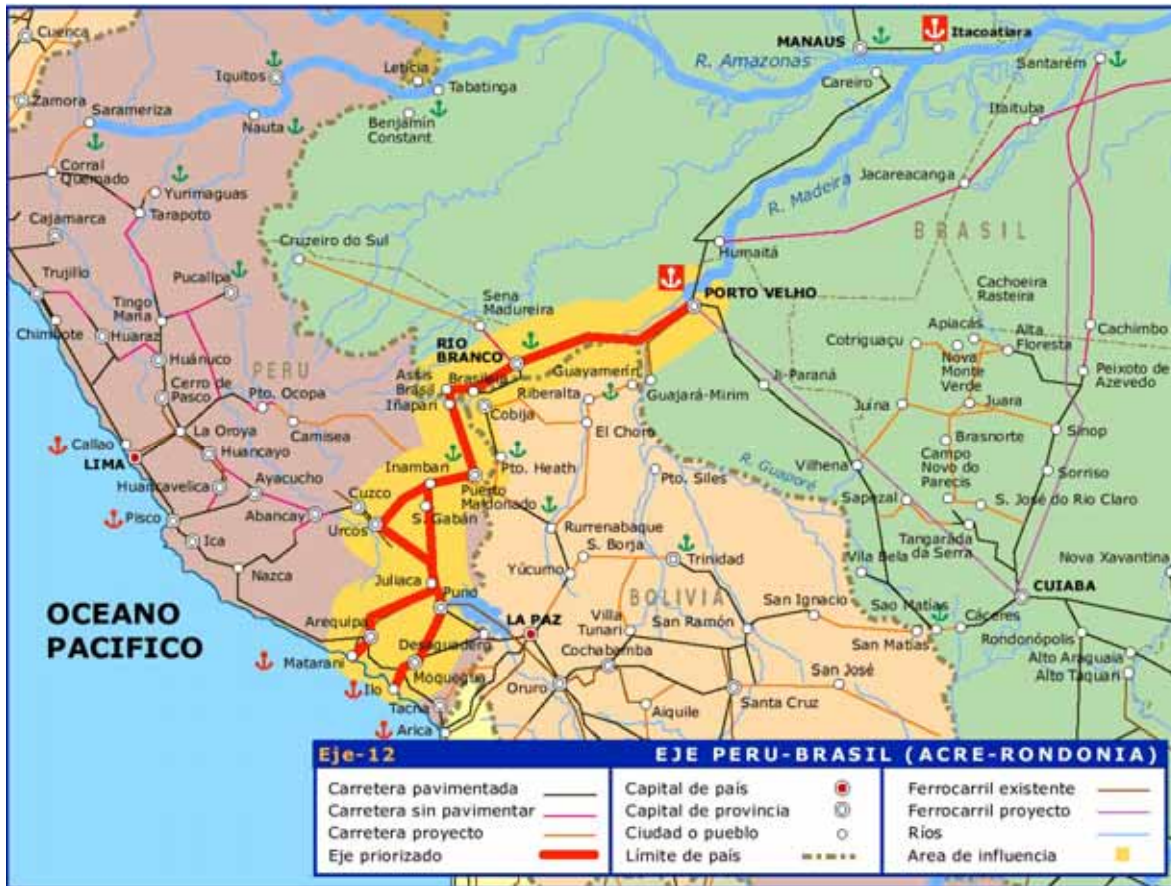 Cuenca
Zamora
Sarameriza
Iquitos
Nauta
Leticia
Tabatinga
Benjamín
Constant
MANAUS
Itacoatiara
R. Amazonas
Careiro
Santarém
Itaituba
Jacareacanga
R. Madeira
BRASIL
Corral
Quemado
Yurimaguas
Tarapoto
Cajamarca
Cruzeiro do Sul
Humaitá
Trujillo
Pucallpa
Tingo
Maria
Chimbote
Huaraz
Huánuco
Sena
Madureira
PORTO VELHO
Cachoeira
Rasteira
Apiacás
Alta
Floresta
Cachimbo
Cotriguaçu
Nova
Monte
Verde
Peixoto de
Azevedo
RIO
BRANCO
PERU
Cerro de
Pasco
Pto. Ocopa
Assis
Brasil
Brasileia
Guayamerín
Iñapari
Riberalta
Guajará-Mirim
Ji-Paraná
Juína
Juara
Cobija
Camisea
La Oroya
Callao
LIMA
Huancayo
El Choro
Brasnorte
Sinop
Huancavelica
Ayacucho
Inamban
Pto. Heath
Puerto
Maldonado
Pto. Siles
R. Guaporé
Vilhena
Campo
Novo do
Parecis
Sorriso
Cuzco
Abancay
Urcos
S. Gabán
Pisco
Ica
Nazca
Rurrenabaque
Sapezal
S. José do Rio Claro
Tangarada
da Serra
S. Borja
Yúcumo
Trinidad
Vila Bela
Nova Xavantina
Juliaca
Puno
BOLIVIA
CUIABA
OCEANO
PACIFICO
Arequipa
LA PAZ
Villa
Tunari
San Ramón
San Ignacio
Sao Matias
Cáceres
San Matías
Rondonópolis
Desaguadero
Matarani
Moquegua
Cochabamba
Alto Araguaia
Alto Taquari
Ilo
Oruro
San José
Santa Cruz
Tacna
Aiquile
Arica
Eje-12
EJE PERU-BRASIL (ACRE-RONDONIA)
Carretera pavimentada
Carretera sin pavimentar
Carretera proyecto
Eje priorizado
Capital de país
Capital de provincia
Ciudad o pueblo
Límite de país
Ferrocarril existente
Ferrocarril proyecto
Ríos
Area de influencia